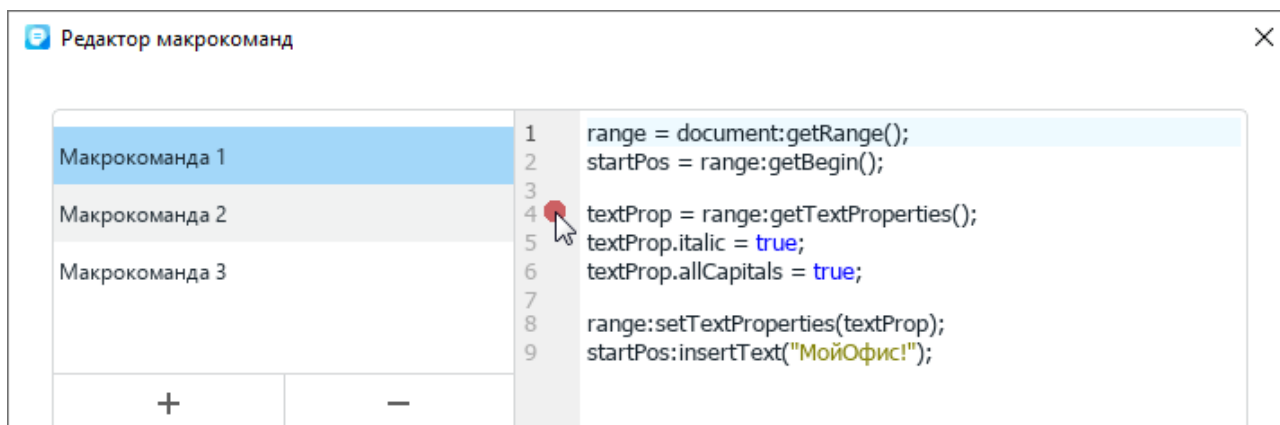 Редактор макрокоманд
Макрокоманда 1
Макрокоманда 2
Макрокоманда 3
+ −
1 range = document:getRange();
2 startPos = range:getBegin();
3
4 textProp = range:getTextProperties();
5 textProp.italic = true;
6 textProp.allCapitals = true;
7
8 range:setTextProperties(textProp);
9 startPos:insertText("МойОфис!");